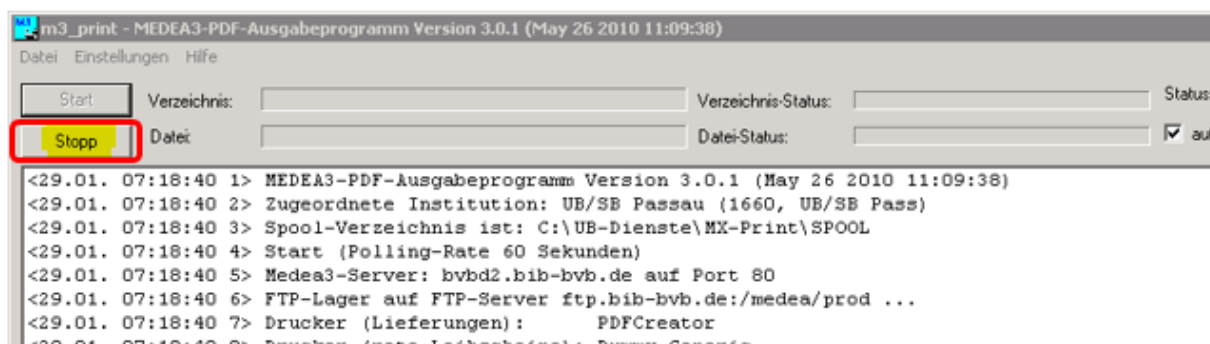 m3_print - MEDEA3-PDF-Ausgabeprogramm Version 3.0.1 (May 26 2010 11:09:38)
Datei Einstellungen Hilfe
Start Verzeichnis: Verzeichnis-Status: Status:
Stopp Datei: Datei-Status:
<29.01. 07:18:40 1> MEDEA3-PDF-Ausgabeprogramm Version 3.0.1 (May 26 2010 11:09:38)
<29.01. 07:18:40 2> Zugeordnete Institution: UB/SB Passau (1660, UB/SB Pass)
<29.01. 07:18:40 3> Spool-Verzeichnis ist: C:\UB-Dienste\MX-Print\SPOOL
<29.01. 07:18:40 4> Start (Polling-Rate 60 Sekunden)
<29.01. 07:18:40 5> Medea3-Server: bvbd2.bib-bvb.de auf Port 80
<29.01. 07:18:40 6> FTP-Lager auf FTP-Server ftp.bib-bvb.de:/medea/prod ...
<29.01. 07:18:40 7> Drucker (Lieferungen): PDFCreator